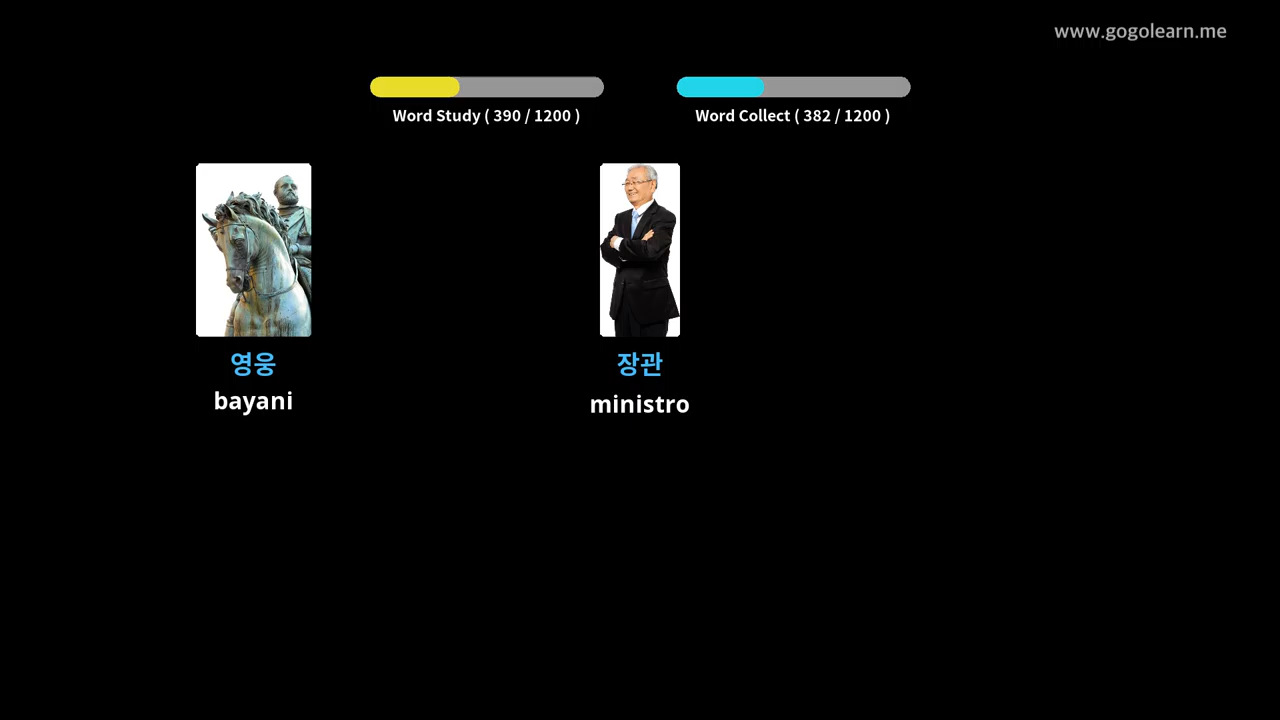 www.gogolearn.me
Word Study ( 390 / 1200 )
Word Collect ( 382 / 1200 )
영웅
bayani
장관
ministro